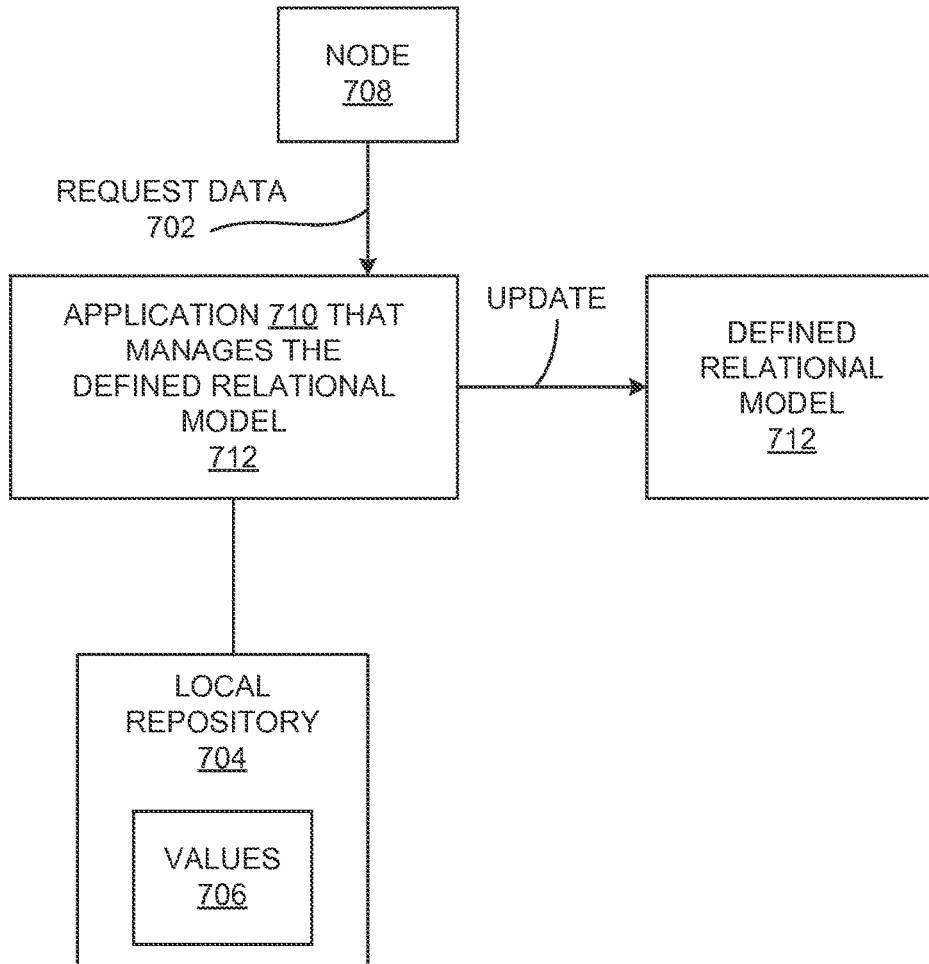 NODE
708
REQUEST DATA
702
APPLICATION 710 THAT
MANAGES THE
DEFINED RELATIONAL
MODEL
712
UPDATE
DEFINED
RELATIONAL
MODEL
712
LOCAL
REPOSITORY
704
VALUES
706